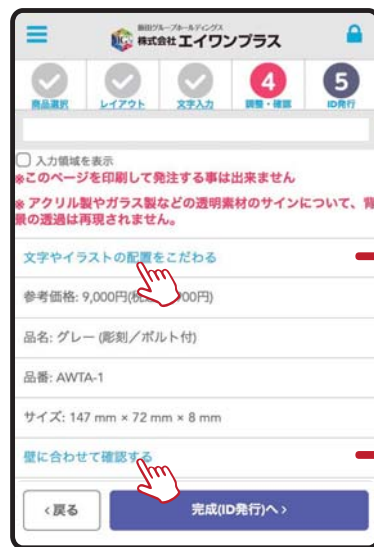 飯田グループホールディングス
株式会社エイワンプラス
商品選択
レイアウト
文字入力
4
調整・確認
5
ID発行
入力領域を表示
※このページを印刷して発注する事は出来ません
※アクリル製やガラス製などの透明素材のサインについて、背
景の透過は再現されません。
文字やイラストの配置をこだわる
参考価格: 9,000円(税込 900円)
品名: グレー (彫刻／ボルト付)
品番: AWTA-1
サイズ: 147 mm × 72 mm × 8 mm
壁に合わせて確認する
‹戻る
完成(ID発行)へ ›